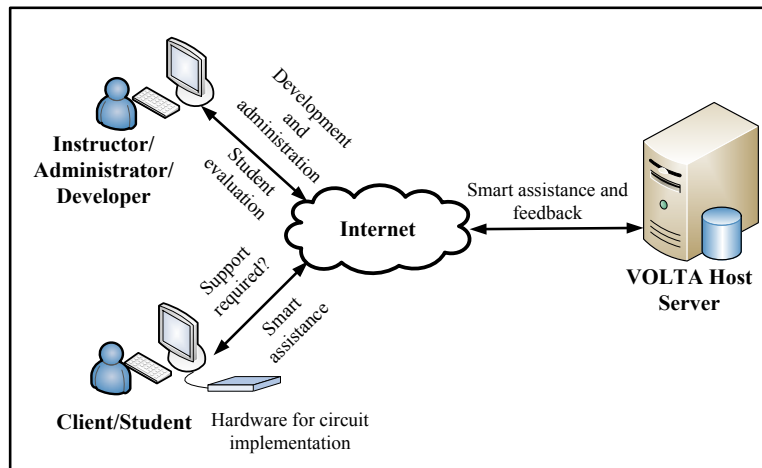 Instructor/
Administrator/
Developer
Development
and
administration
Student
evaluation
Internet
Smart assistance and
feedback
VOLTA Host
Server
Support
required?
Smart
assistance
Client/Student
Hardware for circuit
implementation